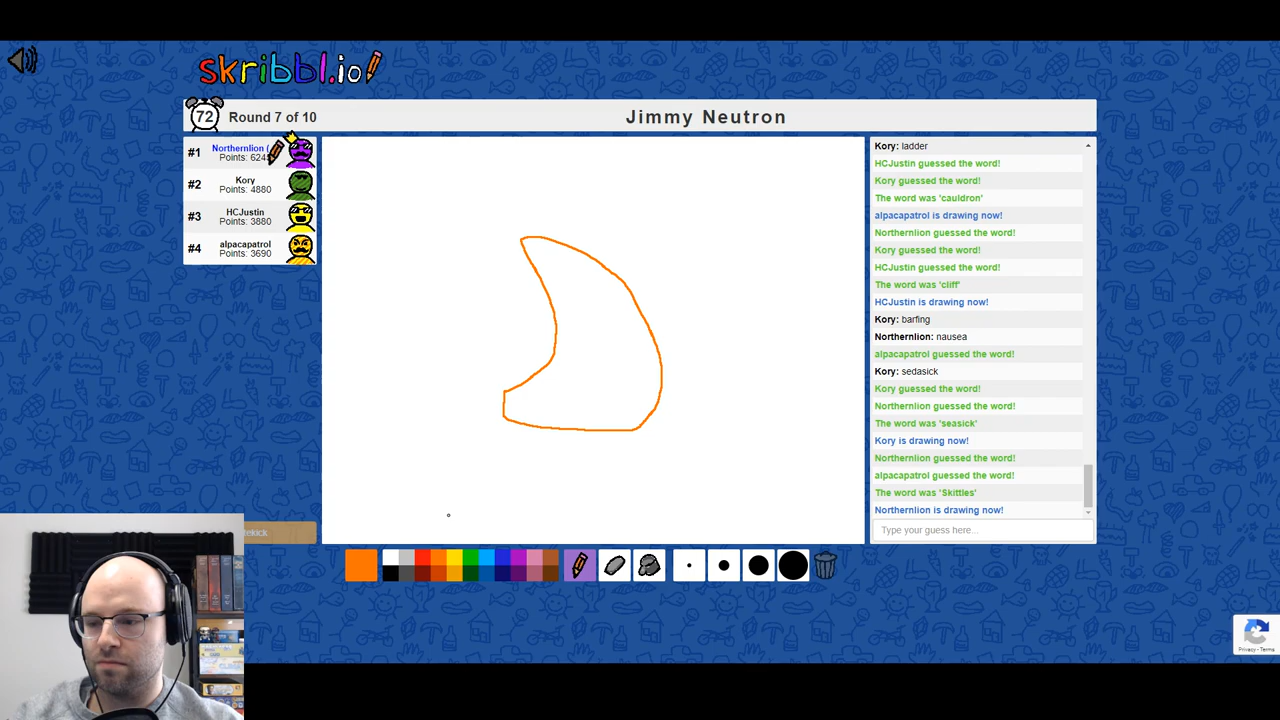 skribbl.io
72
Round 7 of 10
Jimmy Neutron
#1
Northernlion (
Points: 624
#2
Kory
Points: 4880
#3
HCJustin
Points: 3880
#4
alpacapatrol
Points: 3690
Kory: ladder
HCJustin guessed the word!
Kory guessed the word!
The word was 'cauldron'
alpacapatrol is drawing now!
Northernlion guessed the word!
Kory guessed the word!
HCJustin guessed the word!
The word was 'cliff'
HCJustin is drawing now!
Kory: barfing
Northernlion: nausea
alpacapatrol guessed the word!
Kory: sedasick
Kory guessed the word!
Northernlion guessed the word!
The word was 'seasick'
Kory is drawing now!
Northernlion guessed the word!
alpacapatrol guessed the word!
The word was 'Skittles'
Northernlion is drawing now!
Type your guess here...
Privacy - Terms